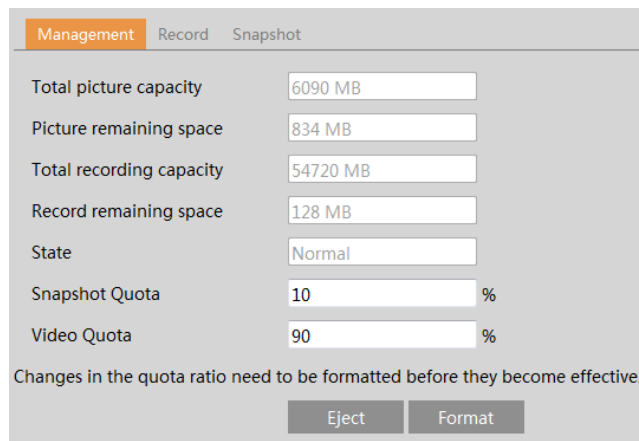 Management Record Snapshot
Total picture capacity 6090 MB
Picture remaining space 834 MB
Total recording capacity 54720 MB
Record remaining space 128 MB
State Normal
Snapshot Quota 10 %
Video Quota 90 %
Changes in the quota ratio need to be formatted before they become effective.
Eject Format